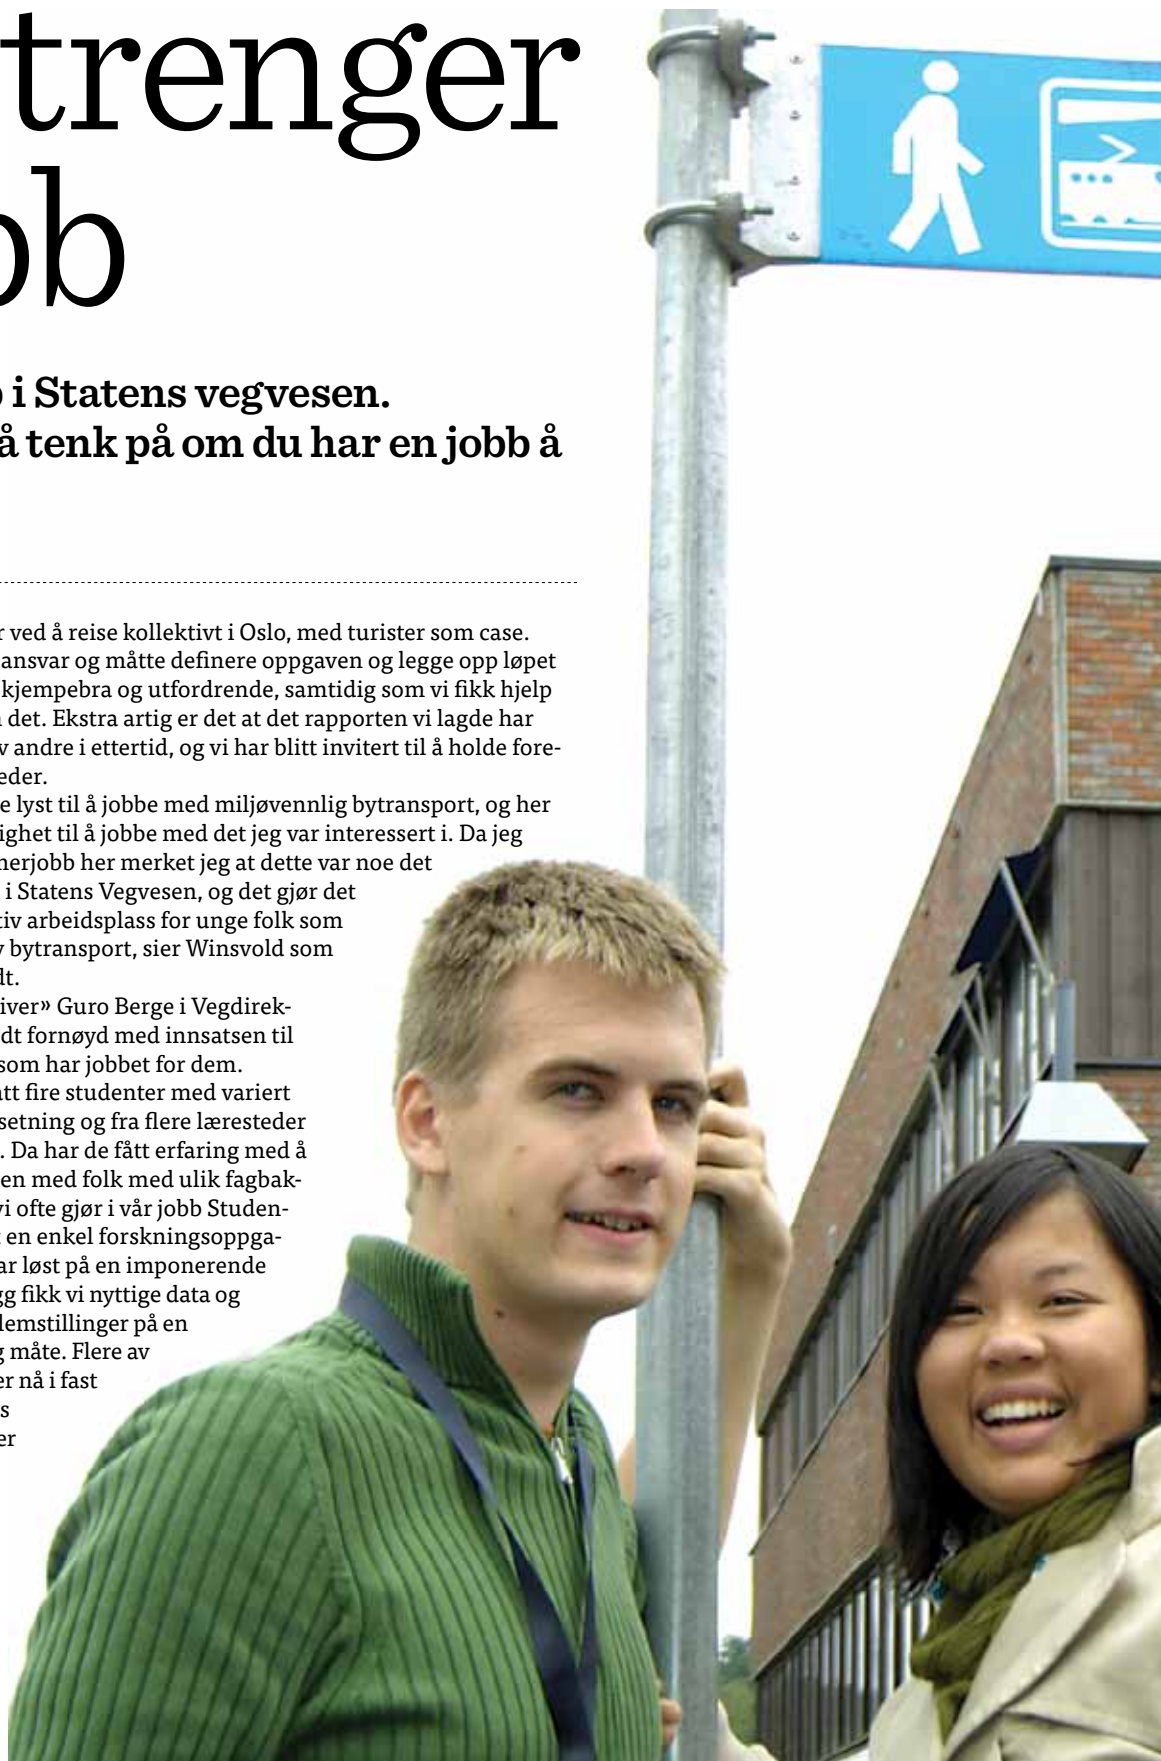 trenger
bb
i Statens vegvesen.
å tenk på om du har en jobb å
r ved å reise kollektivt i Oslo, med turister som case.
ansvar og måtte definere oppgaven og legge opp løpet
kjempebra og utfordrende, samtidig som vi fikk hjelp
det. Ekstra artig er det at det rapporten vi lagde har
v andre i ettertid, og vi har blitt invitert til å holde fore-
eder.
e lyst til å jobbe med miljøvennlig bytransport, og her
ighet til å jobbe med det jeg var interessert i. Da jeg
merjobb her merket jeg at dette var noe det
i Statens Vegvesen, og det gjør det
tiv arbeidsplass for unge folk som
v bytransport, sier Winsvold som
dt.
iver» Guro Berge i Vegdirek-
dt fornøyd med innsatsen til
som har jobbet for dem.
att fire studenter med variert
setning og fra flere læresteder
. Da har de fått erfaring med å
en med folk med ulik fagbak-
vi ofte gjør i vår jobb Studen-
t en enkel forskningsoppga-
ar løst på en imponerende
gg fikk vi nyttige data og
lemstillinger på en
g måte. Flere av
er nå i fast
s
er